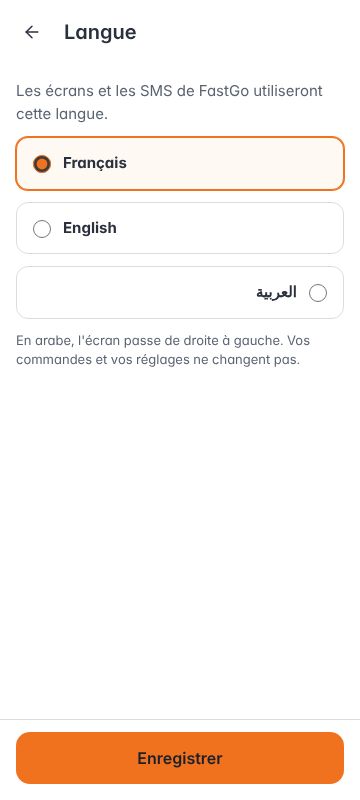 Langue
Les écrans et les SMS de FastGo utiliseront
cette langue.
Français
English
العربية
En arabe, l'écran passe de droite à gauche. Vos
commandes et vos réglages ne changent pas.
Enregistrer